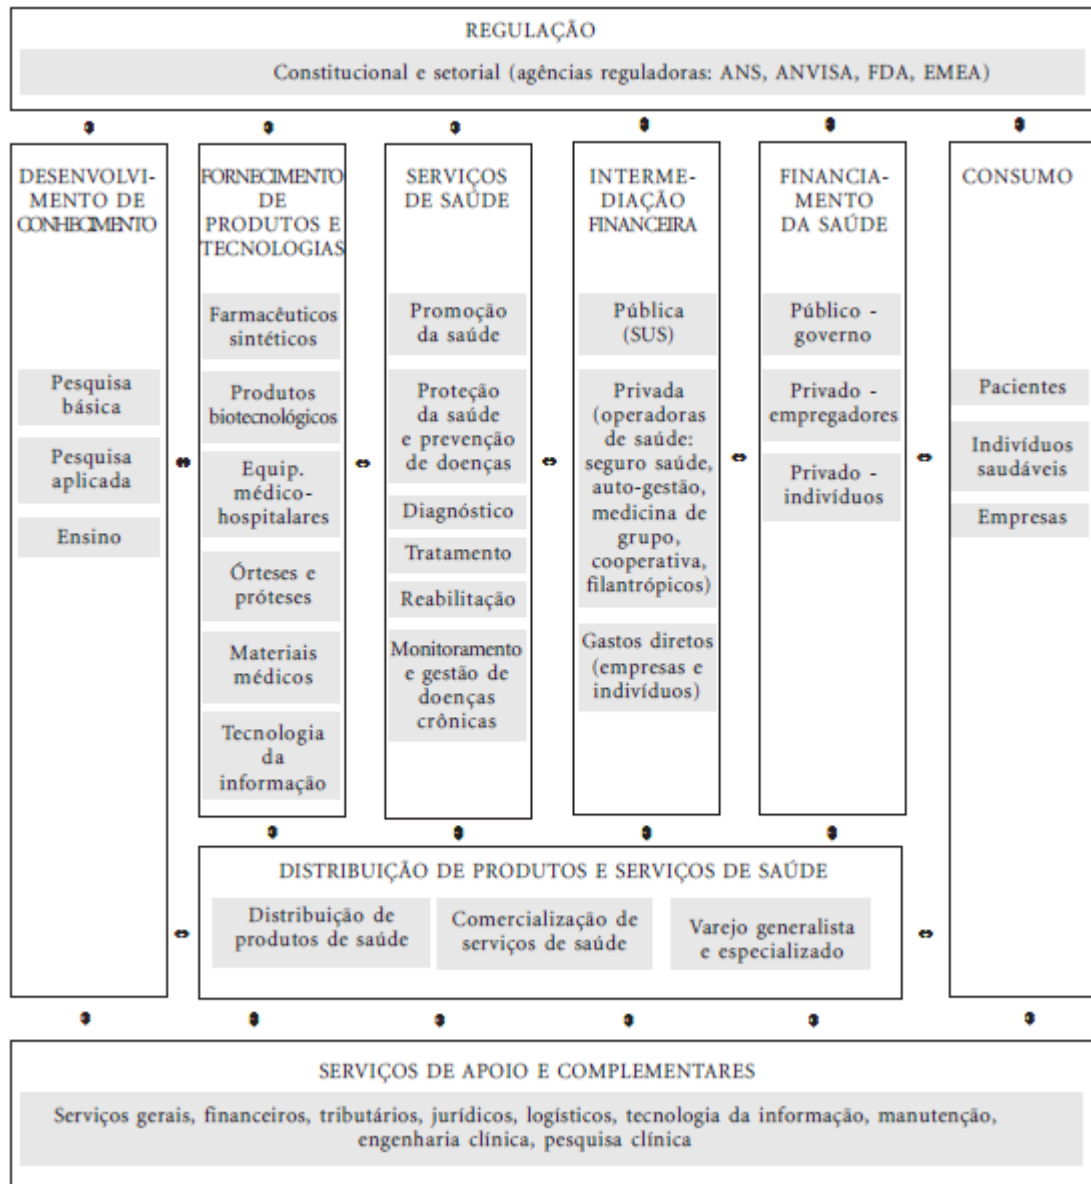 REGULAÇÃO
Constitucional e setorial (agências reguladoras: ANS, ANVISA, FDA, EMEA)
DESENVOLVI-
MENTO DE
CONHECIMENTO
Pesquisa
básica
Pesquisa
aplicada
Ensino
FORNECIMENTO
DE
PRODUTOS E
TECNOLOGIAS
Farmacêuticos
sintéticos
Produtos
biotecnológicos
Equip.
médico-
hospitalares
Órteses e
próteses
Materiais
médicos
Tecnologia
da
informação
SERVIÇOS
DE SAÚDE
Promoção
da saúde
Proteção
da saúde
e prevenção
de doenças
Diagnóstico
Tratamento
Reabilitação
Monitoramento
e gestão de
doenças
crônicas
INTERME-
DIAÇÃO
FINANCEIRA
Pública
(SUS)
Privada
(operadoras
de saúde:
seguro saúde,
auto-gestão,
medicina de
grupo,
cooperativa,
filantrópicos)
Gastos diretos
(empresas e
indivíduos)
FINANCIA-
MENTO
DA SAÚDE
Público -
governo
Privado -
empregadores
Privado -
indivíduos
CONSUMO
Pacientes
Indivíduos
saudáveis
Empresas
DISTRIBUIÇÃO DE PRODUTOS E SERVIÇOS DE SAÚDE
Distribuição de
produtos de saúde
Comercialização de
serviços de saúde
Varejo generalista
e especializado
SERVIÇOS DE APOIO E COMPLEMENTARES
Serviços gerais, financeiros, tributários, jurídicos, logísticos, tecnologia da informação, manutenção,
engenharia clínica, pesquisa clínica